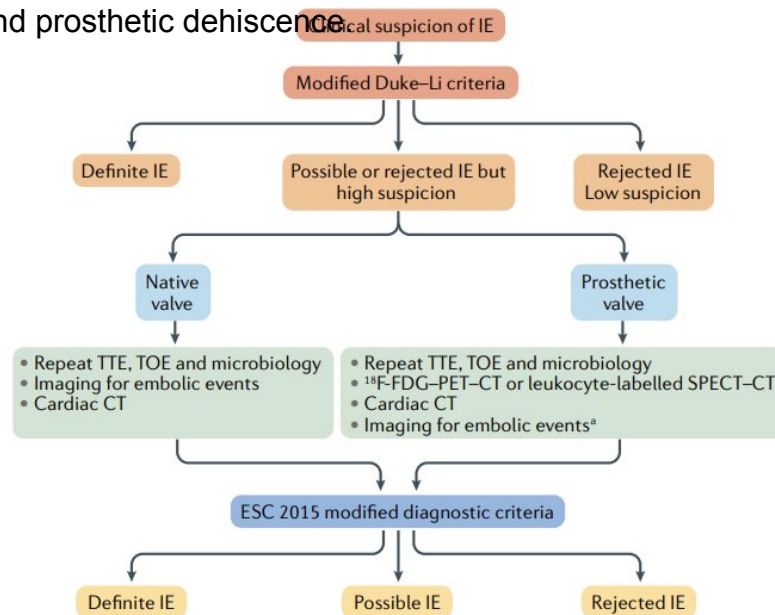 nd prosthetic dehiscence.
Clinical suspicion of IE
Modified Duke–Li criteria
Definite IE
Possible or rejected IE but
high suspicion
Rejected IE
Low suspicion
Native
valve
Prosthetic
valve
• Repeat TTE, TOE and microbiology
• Imaging for embolic events
• Cardiac CT
• Repeat TTE, TOE and microbiology
• ¹⁸F-FDG–PET–CT or leukocyte-labelled SPECT–CT
• Cardiac CT
• Imaging for embolic eventsᵃ
ESC 2015 modified diagnostic criteria
Definite IE
Possible IE
Rejected IE